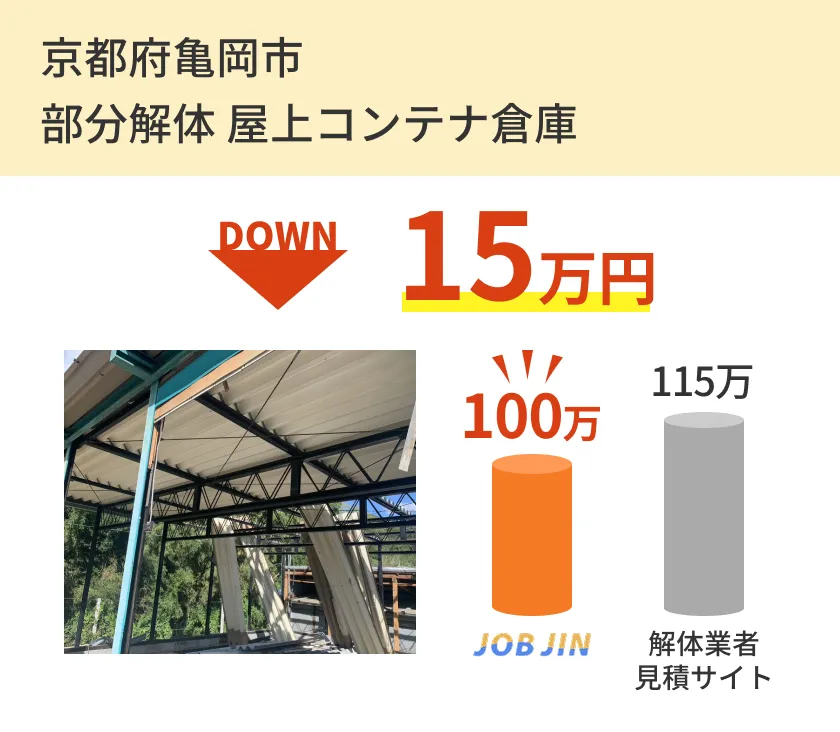 京都府亀岡市
部分解体 屋上コンテナ倉庫
DOWN
15万円
100万
115万
JOB JIN
解体業者
見積サイト